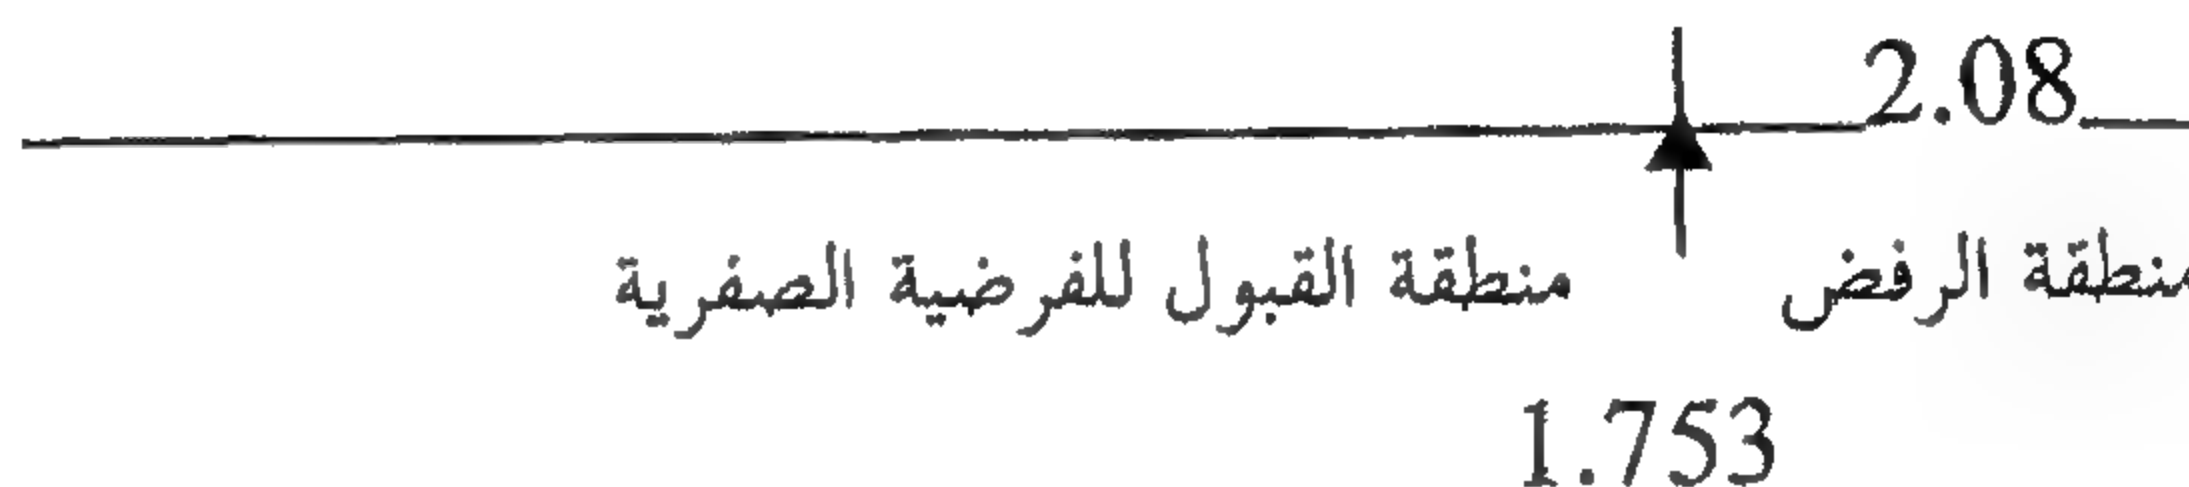 2.08
منطقة القبول للفرضية الصفرية
منطقة الرفض
1.753